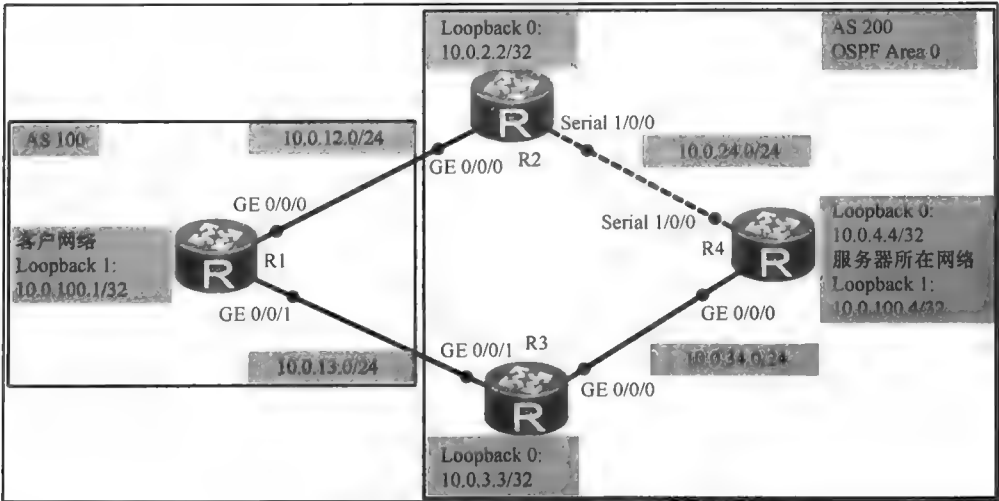 Loopback 0:
10.0.2.2/32
AS 200
OSPF Area 0
R
Serial 1/0/0
AS 100
10.0.12.0/24
R2
10.0.24.0/24
GE 0/0/0
GE 0/0/0
Serial 1/0/0
Loopback 0:
10.0.4.4/32
服务器所在网络
Loopback 1:
10.0.100.4/32
客户网络
Loopback 1:
10.0.100.1/32
R
R1
R4
R
GE 0/0/1
GE 0/0/0
R3
GE 0/0/1
10.0.13.0/24
10.0.34.0/24
GE 0/0/0
R
Loopback 0:
10.0.3.3/32